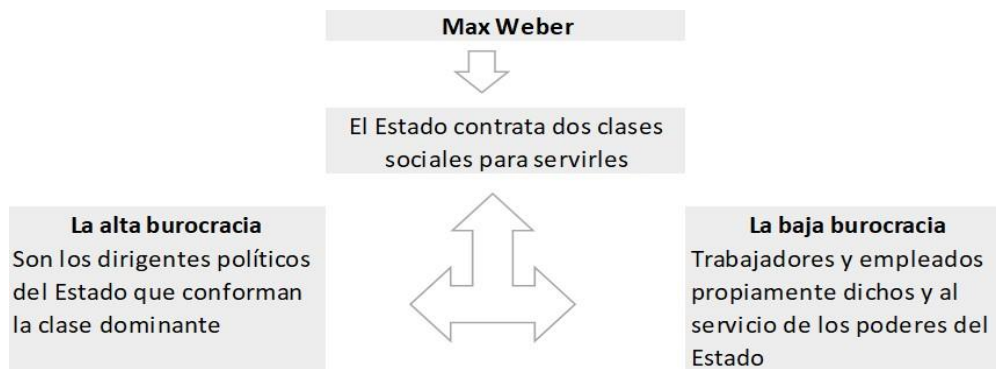 Max Weber
El Estado contrata dos clases
sociales para servirles
La alta burocracia
Son los dirigentes políticos
del Estado que conforman
la clase dominante
La baja burocracia
Trabajadores y empleados
propiamente dichos y al
servicio de los poderes del
Estado